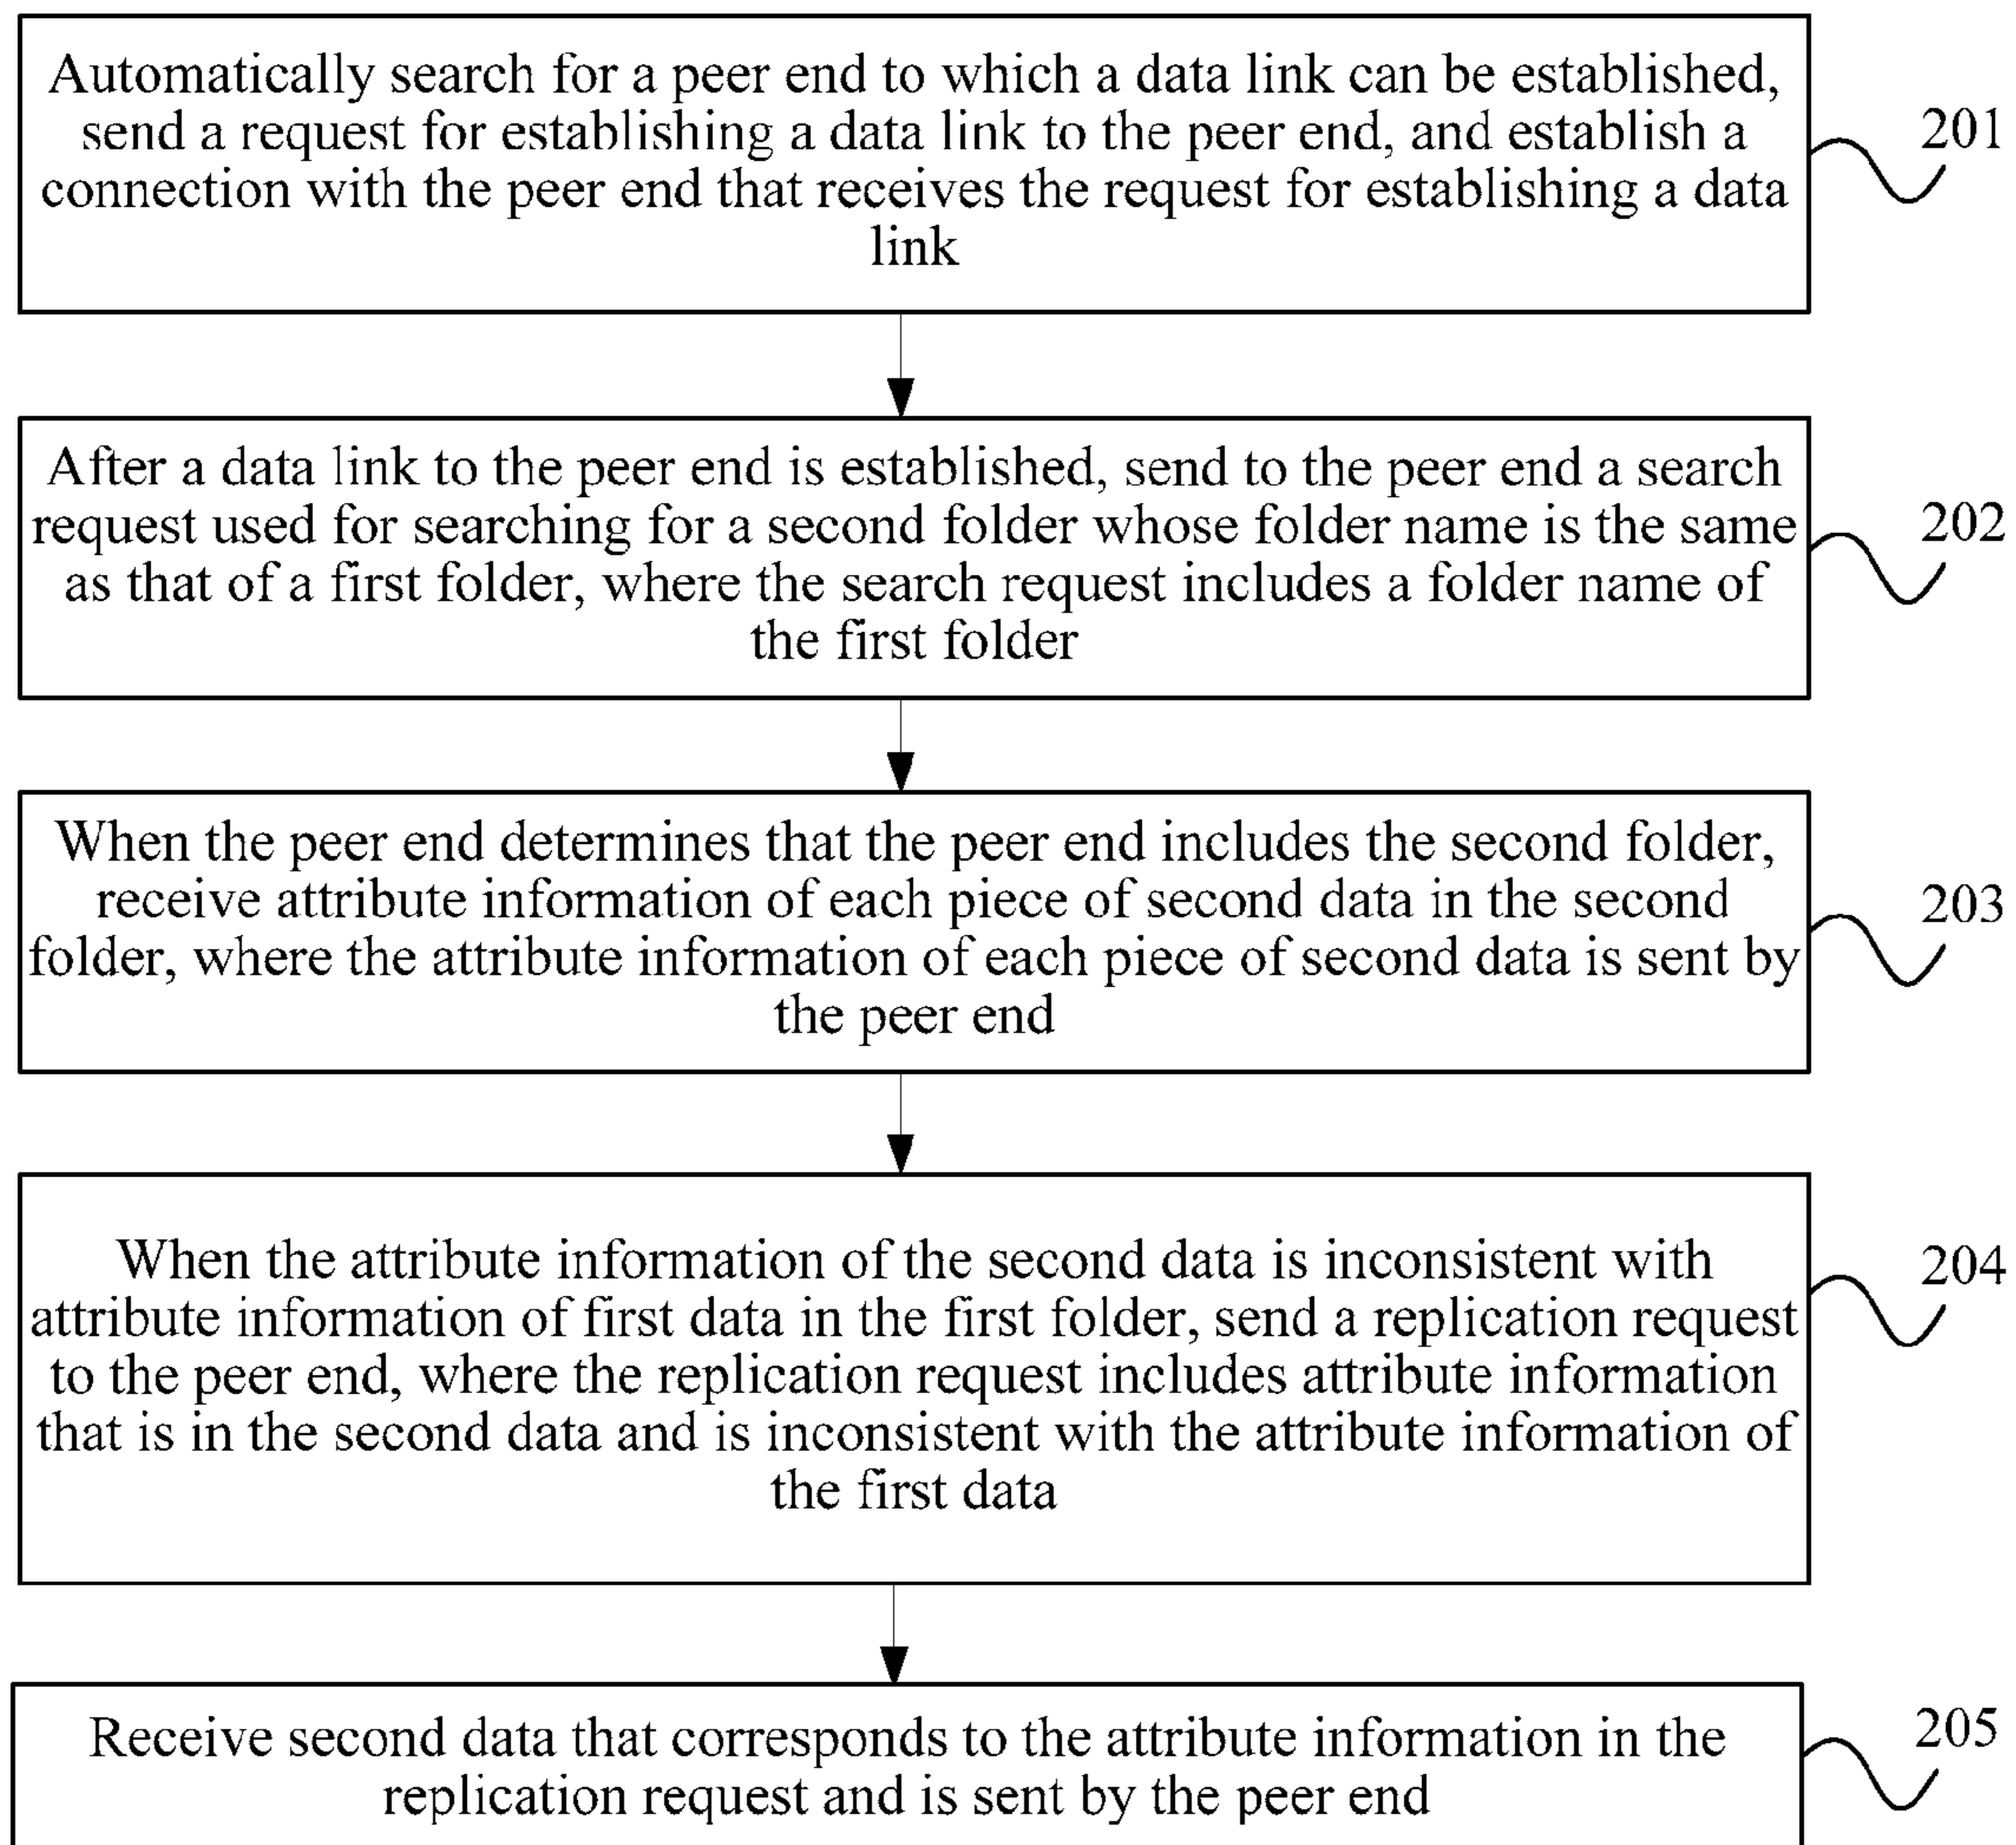 Automatically search for a peer end to which a data link can be established,
send a request for establishing a data link to the peer end, and establish a
connection with the peer end that receives the request for establishing a data
link
201
After a data link to the peer end is established, send to the peer end a search
request used for searching for a second folder whose folder name is the same
as that of a first folder, where the search request includes a folder name of
the first folder
202
When the peer end determines that the peer end includes the second folder,
receive attribute information of each piece of second data in the second
folder, where the attribute information of each piece of second data is sent by
the peer end
203
When the attribute information of the second data is inconsistent with
attribute information of first data in the first folder, send a replication request
to the peer end, where the replication request includes attribute information
that is in the second data and is inconsistent with the attribute information of
the first data
204
Receive second data that corresponds to the attribute information in the
replication request and is sent by the peer end
205